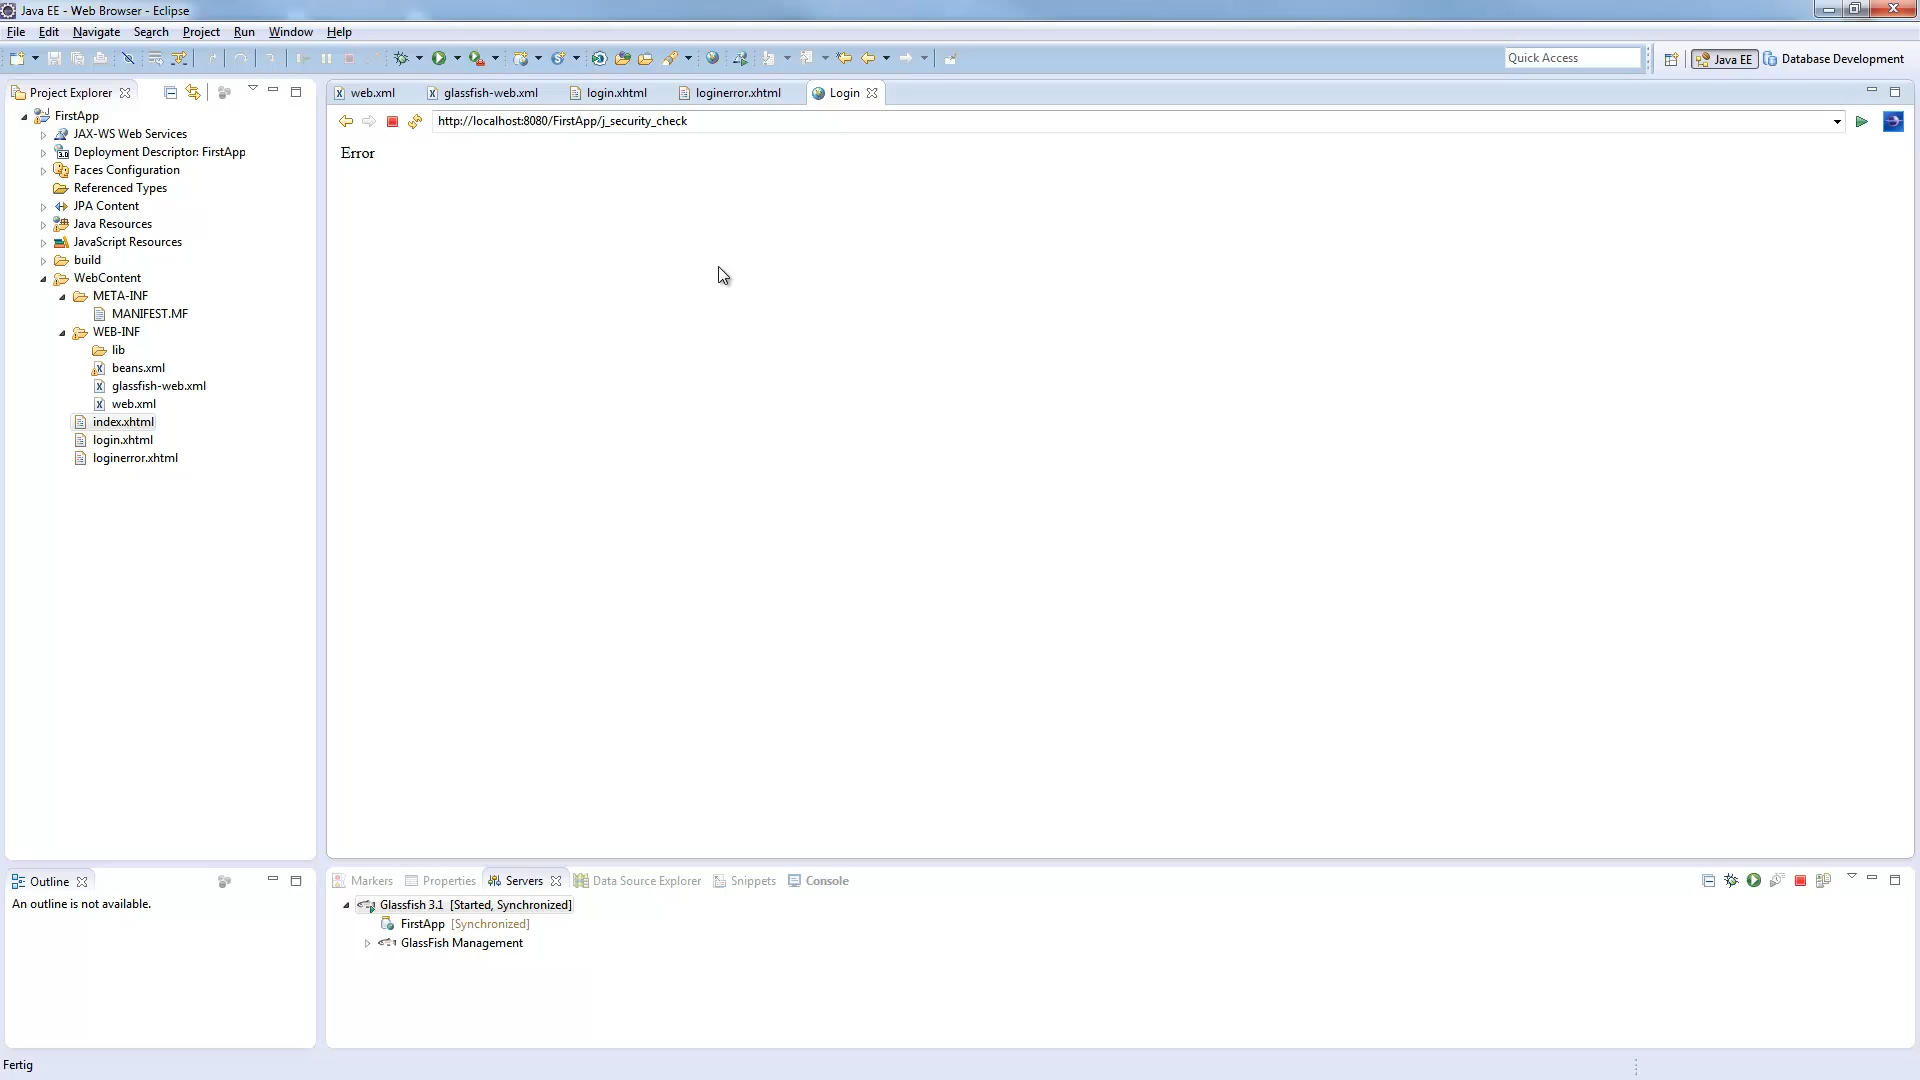 Java EE - Web Browser - Eclipse
File Edit Navigate Search Project Run Window Help
Quick Access
Java EE
Database Development
Project Explorer
web.xml
glassfish-web.xml
login.xhtml
loginerror.xhtml
Login
http://localhost:8080/FirstApp/j_security_check
Error
FirstApp
JAX-WS Web Services
Deployment Descriptor: FirstApp
Faces Configuration
Referenced Types
JPA Content
Java Resources
JavaScript Resources
build
WebContent
META-INF
MANIFEST.MF
WEB-INF
lib
beans.xml
glassfish-web.xml
web.xml
index.xhtml
login.xhtml
loginerror.xhtml
Outline
An outline is not available.
Markers
Properties
Servers
Data Source Explorer
Snippets
Console
Glassfish 3.1 [Started, Synchronized]
FirstApp [Synchronized]
GlassFish Management
Fertig